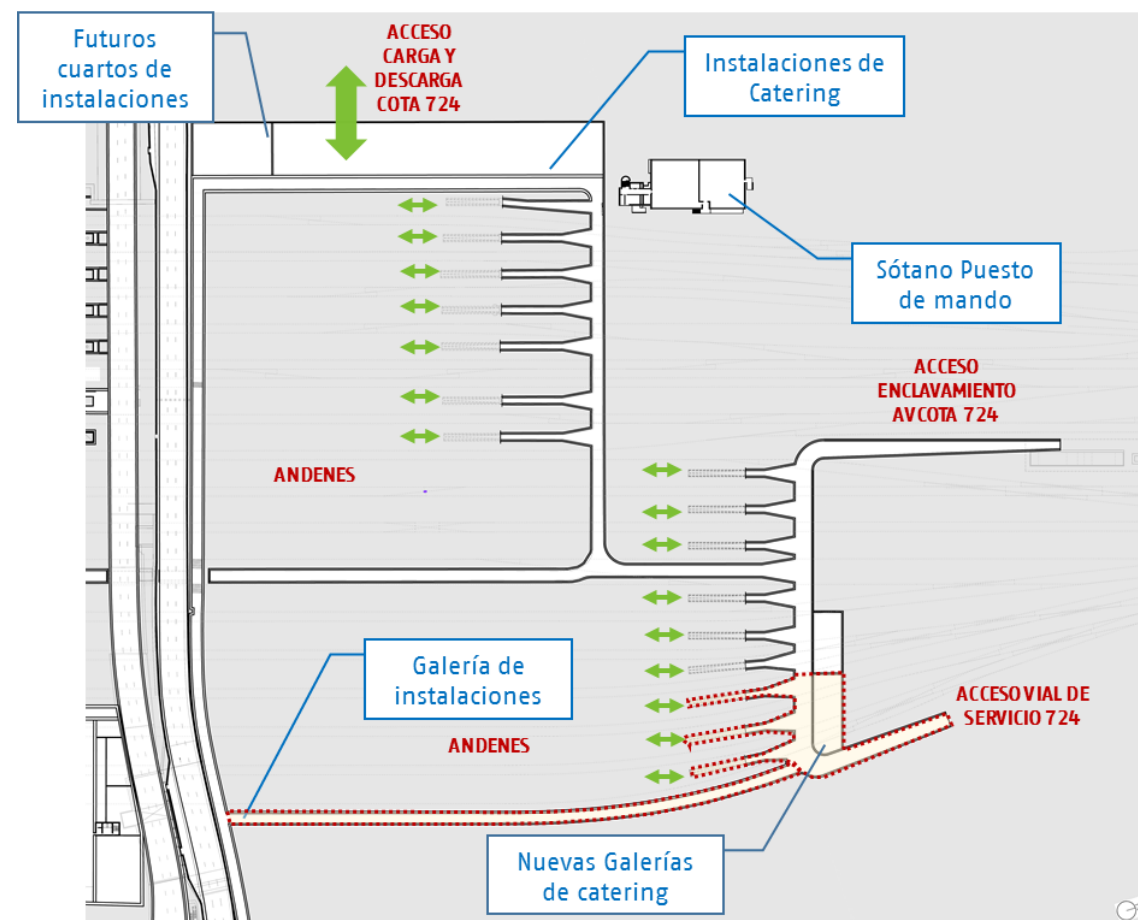 Futuros
cuartos de
instalaciones
ACCESO
CARGA Y
DESCARGA
COTA 724
Instalaciones de
Catering
Sótano Puesto
de mando
ACCESO
ENCLAVAMIENTO
AV COTA 724
ANDENES
Galería de
instalaciones
ANDENES
ACCESO VIAL DE
SERVICIO 724
Nuevas Galerías
de catering